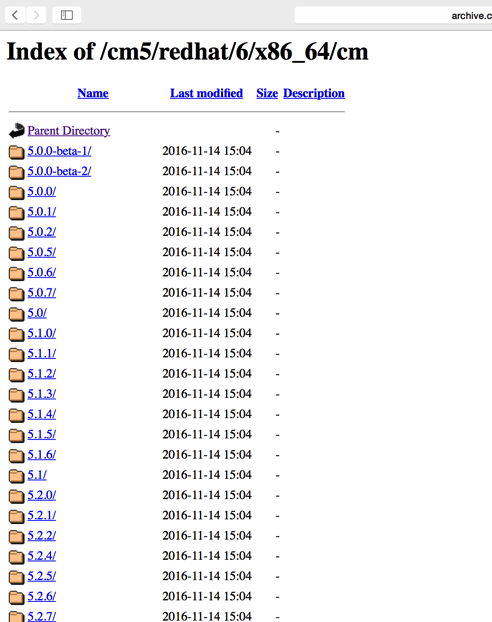 archive.c
Index of /cm5/redhat/6/x86_64/cm
Name Last modified Size Description
Parent Directory -
5.0.0-beta-1/ 2016-11-14 15:04 -
5.0.0-beta-2/ 2016-11-14 15:04 -
5.0.0/ 2016-11-14 15:04 -
5.0.1/ 2016-11-14 15:04 -
5.0.2/ 2016-11-14 15:04 -
5.0.5/ 2016-11-14 15:04 -
5.0.6/ 2016-11-14 15:04 -
5.0.7/ 2016-11-14 15:04 -
5.0/ 2016-11-14 15:04 -
5.1.0/ 2016-11-14 15:04 -
5.1.1/ 2016-11-14 15:04 -
5.1.2/ 2016-11-14 15:04 -
5.1.3/ 2016-11-14 15:04 -
5.1.4/ 2016-11-14 15:04 -
5.1.5/ 2016-11-14 15:04 -
5.1.6/ 2016-11-14 15:04 -
5.1/ 2016-11-14 15:04 -
5.2.0/ 2016-11-14 15:04 -
5.2.1/ 2016-11-14 15:04 -
5.2.2/ 2016-11-14 15:04 -
5.2.4/ 2016-11-14 15:04 -
5.2.5/ 2016-11-14 15:04 -
5.2.6/ 2016-11-14 15:04 -
5.2.7/ 2016-11-14 15:04 -